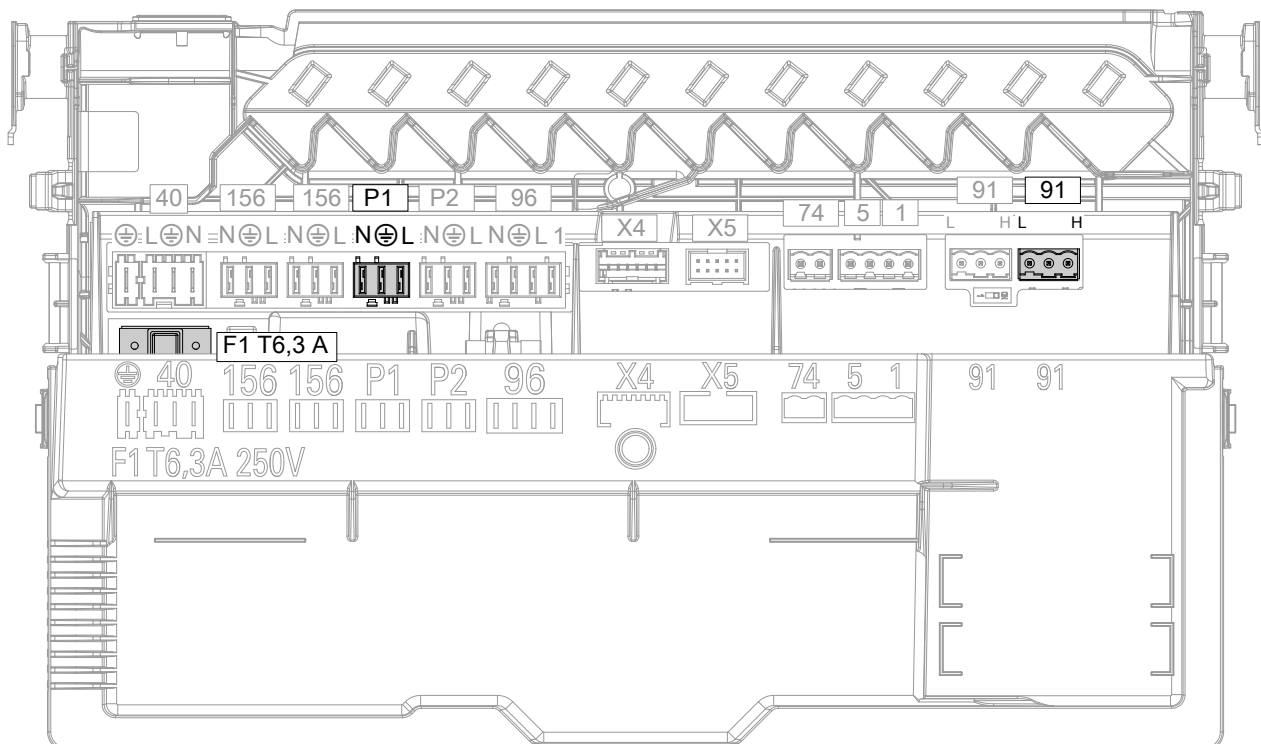 40 156 156 P1 P2 96 91 91
74 5 1
X4 X5
L H L H
L N N L N L N L N L N L 1
F1 T6,3 A
40 156 156 P1 P2 96 X4 X5 74 5 1 91 91
F1 T6,3A 250V